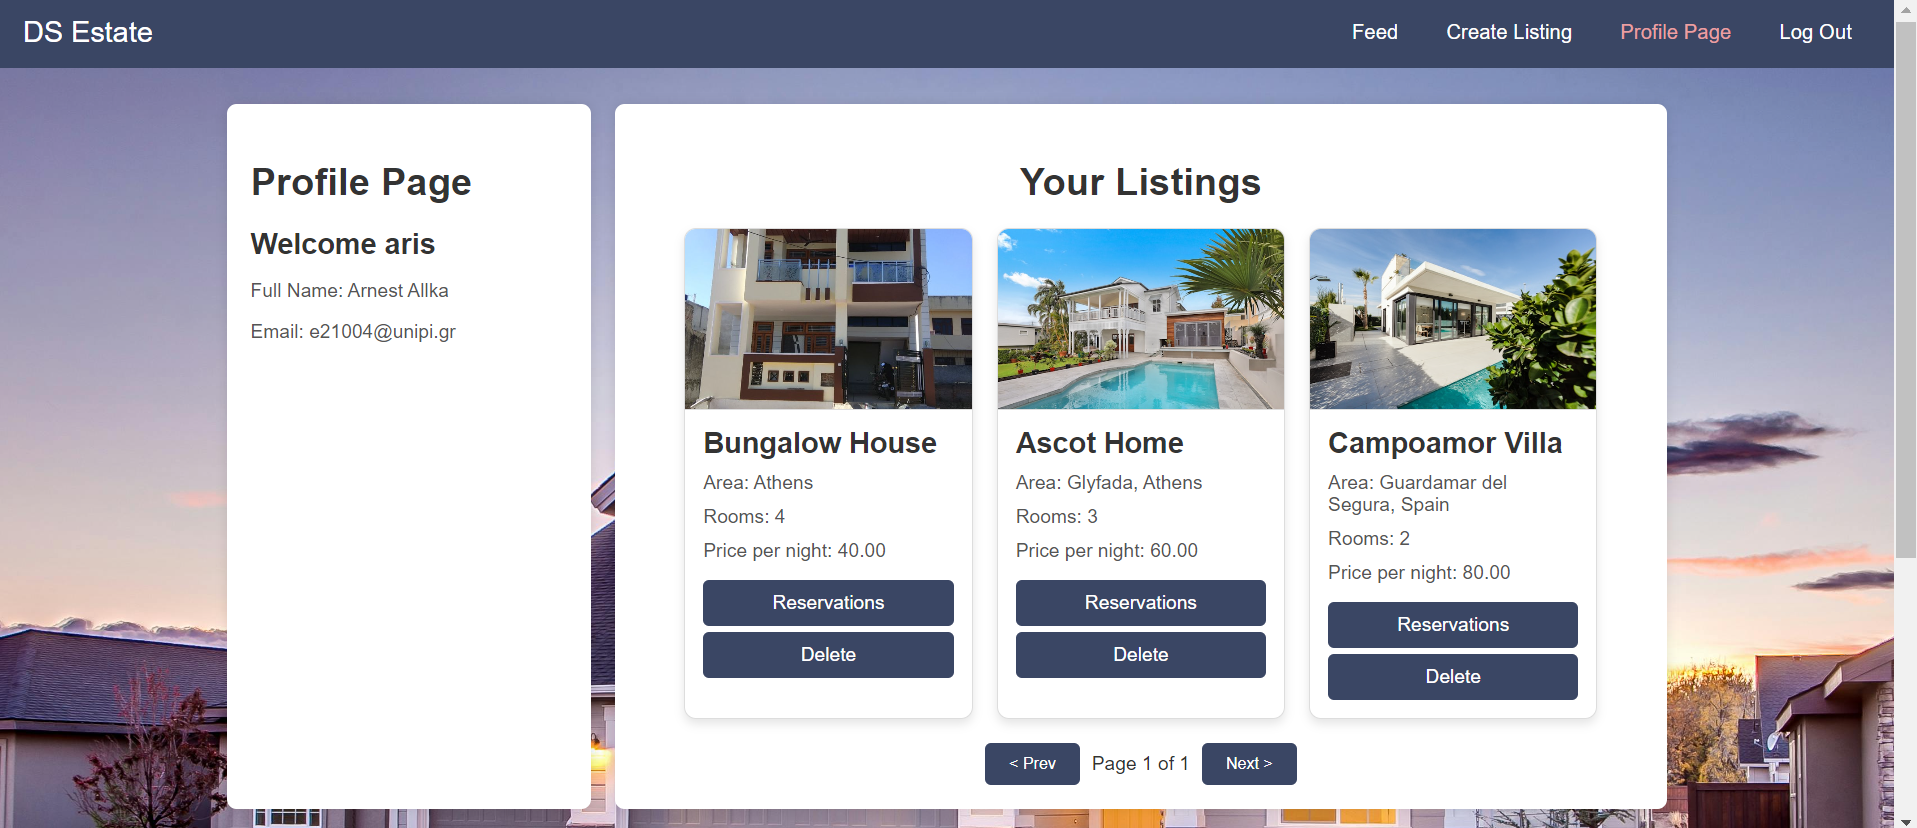 DS Estate
Feed
Create Listing
Profile Page
Log Out
Profile Page
Welcome aris
Full Name: Arnest Allka
Email: e21004@unipi.gr
Your Listings
Bungalow House
Area: Athens
Rooms: 4
Price per night: 40.00
Reservations
Delete
Ascot Home
Area: Glyfada, Athens
Rooms: 3
Price per night: 60.00
Reservations
Delete
Campoamor Villa
Area: Guardamar del
Segura, Spain
Rooms: 2
Price per night: 80.00
Reservations
Delete
< Prev
Page 1 of 1
Next >